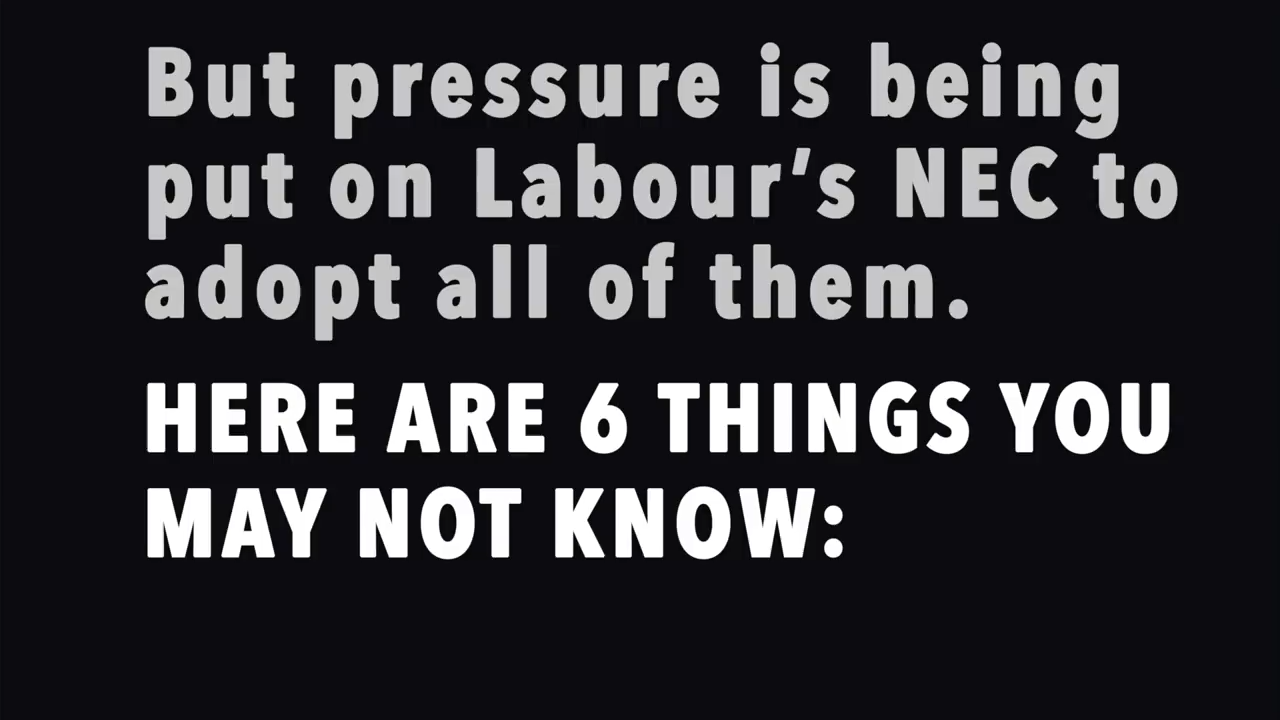 But pressure is being
put on Labour’s NEC to
adopt all of them.
HERE ARE 6 THINGS YOU
MAY NOT KNOW: